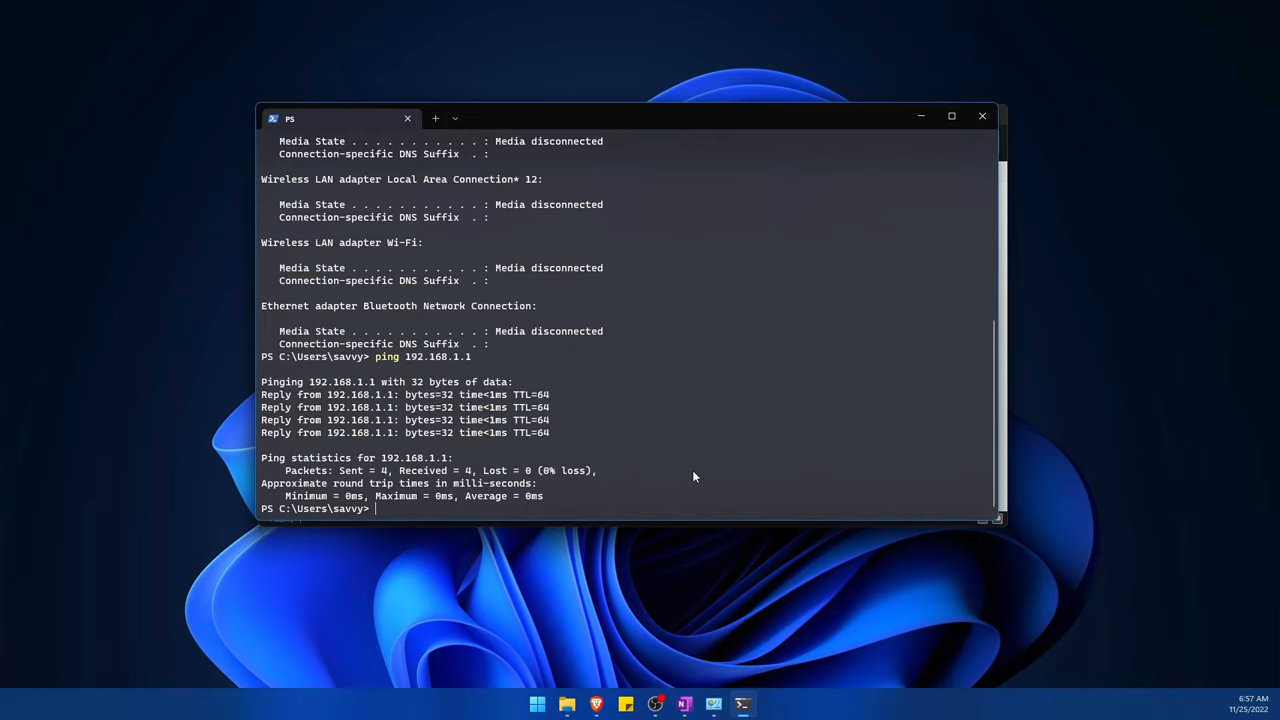 PS
Media State . . . . . . . . . . . : Media disconnected
Connection-specific DNS Suffix  . :
Wireless LAN adapter Local Area Connection* 12:
Media State . . . . . . . . . . . : Media disconnected
Connection-specific DNS Suffix  . :
Wireless LAN adapter Wi-Fi:
Media State . . . . . . . . . . . : Media disconnected
Connection-specific DNS Suffix  . :
Ethernet adapter Bluetooth Network Connection:
Media State . . . . . . . . . . . : Media disconnected
Connection-specific DNS Suffix  . :
PS C:\Users\savvy> ping 192.168.1.1
Pinging 192.168.1.1 with 32 bytes of data:
Reply from 192.168.1.1: bytes=32 time<1ms TTL=64
Reply from 192.168.1.1: bytes=32 time<1ms TTL=64
Reply from 192.168.1.1: bytes=32 time<1ms TTL=64
Reply from 192.168.1.1: bytes=32 time<1ms TTL=64
Ping statistics for 192.168.1.1:
Packets: Sent = 4, Received = 4, Lost = 0 (0% loss),
Approximate round trip times in milli-seconds:
Minimum = 0ms, Maximum = 0ms, Average = 0ms
PS C:\Users\savvy>
6:57 AM
11/25/2022